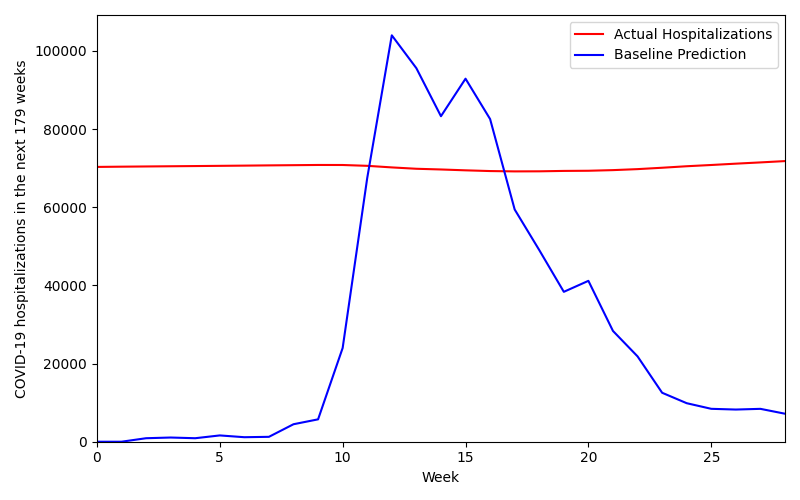 Actual Hospitalizations
Baseline Prediction
COVID-19 hospitalizations in the next 179 weeks
100000
80000
60000
40000
20000
0
0 5 10 15 20 25
Week